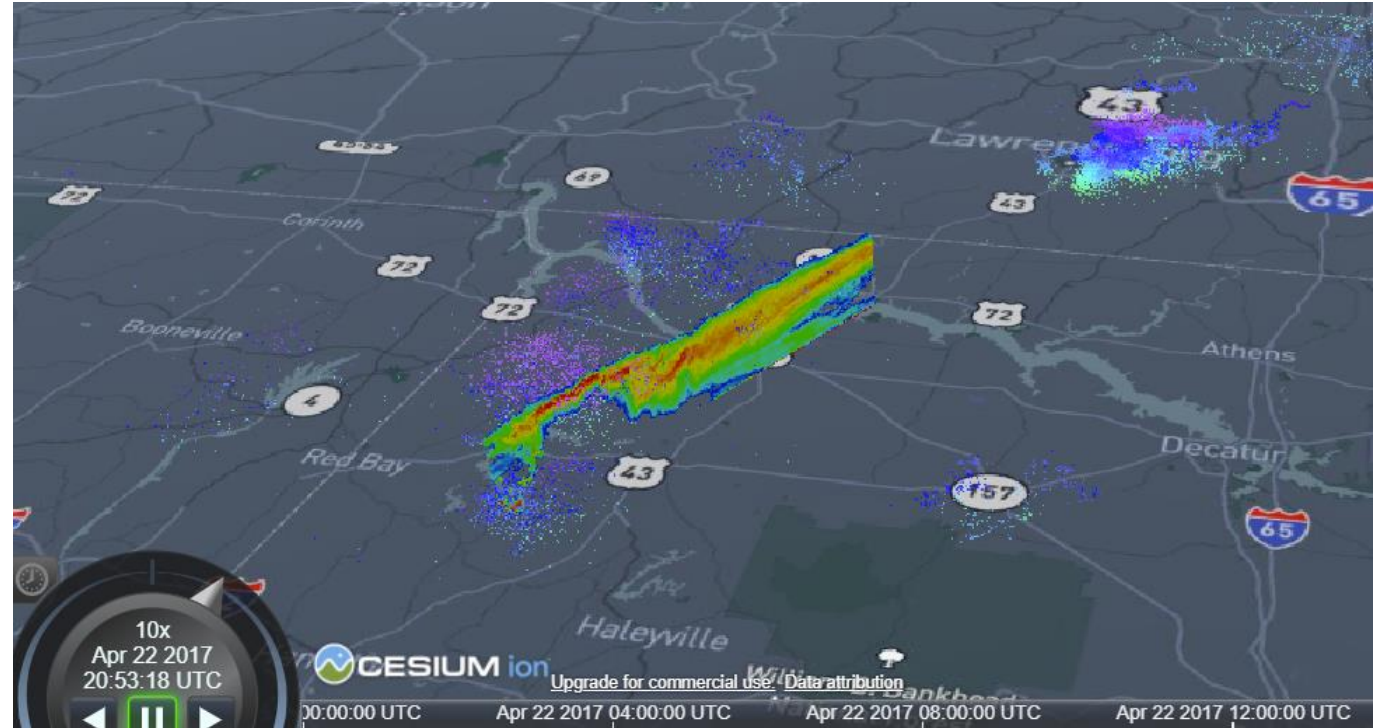 43
65
43
69
72
Corinth
72
72
72
Booneville
Athens
4
Red Bay
43
Decatur
157
65
10x
Apr 22 2017
20:53:18 UTC
Haleyville
CESIUM ion
Upgrade for commercial use. Data attribution
00:00:00 UTC
Apr 22 2017 04:00:00 UTC
Apr 22 2017 08:00:00 UTC
Apr 22 2017 12:00:00 UTC